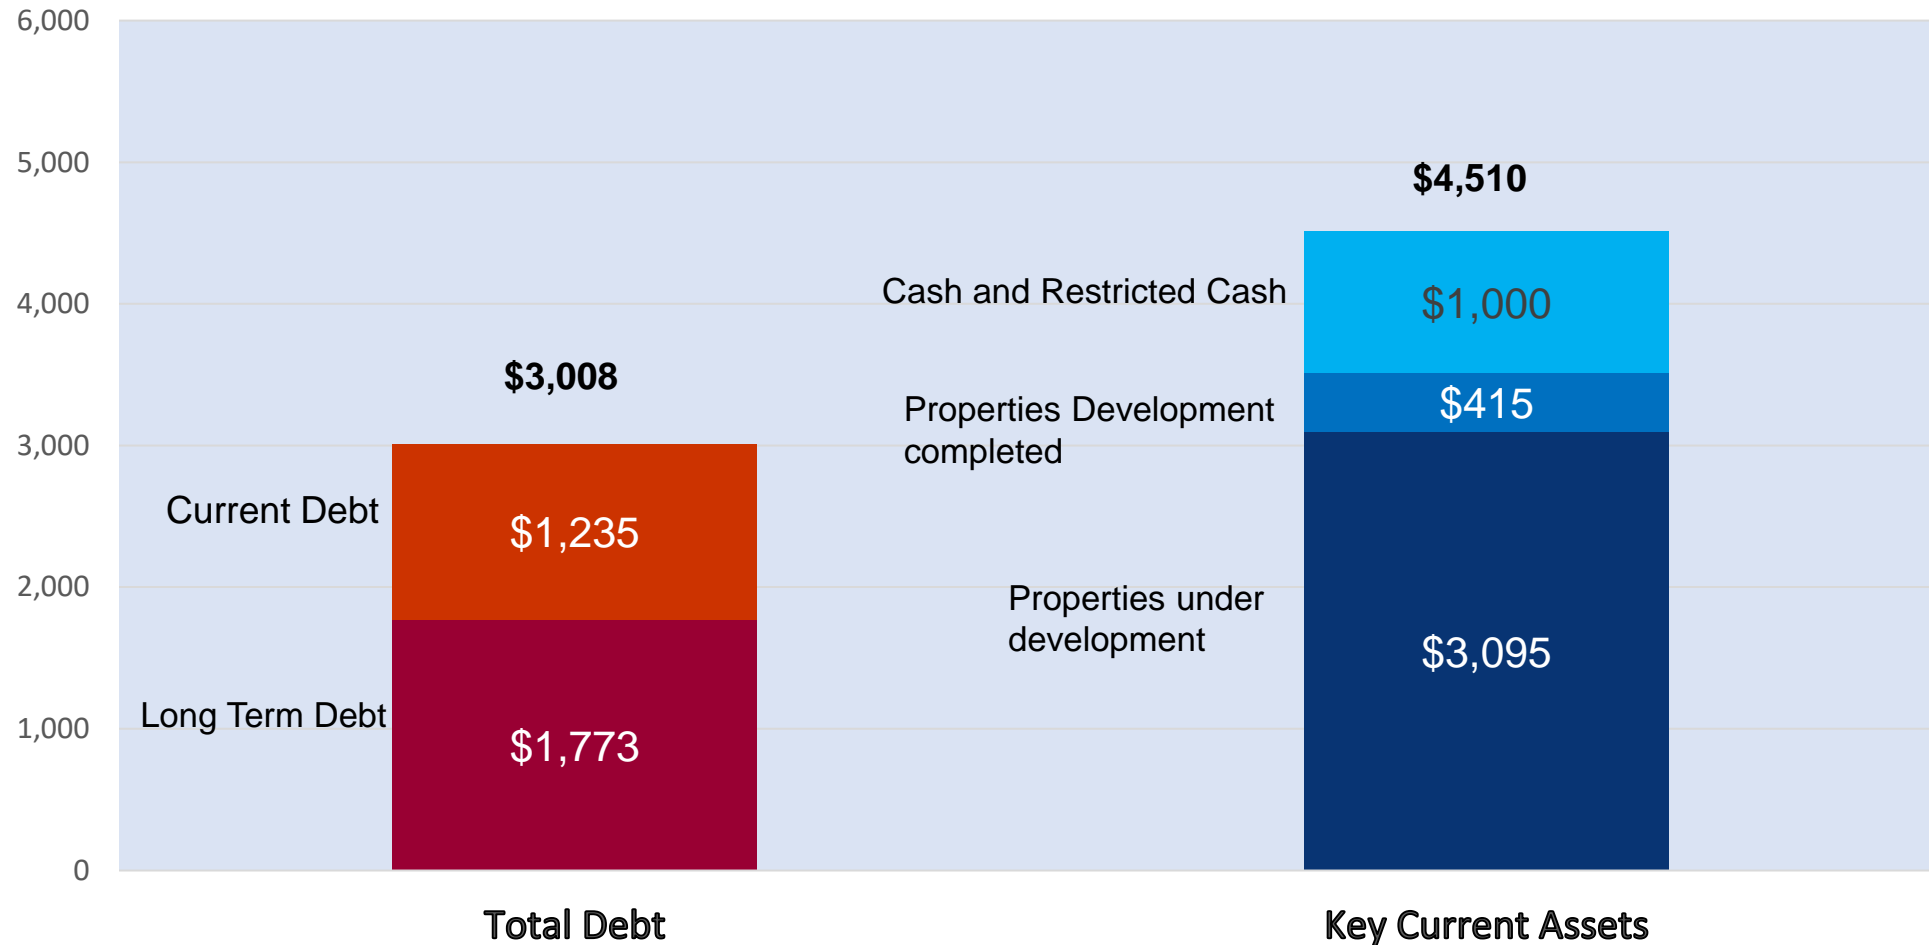 6,000
5,000
4,000
3,000
2,000
1,000
0
$3,008
Current Debt
$1,235
Long Term Debt
$1,773
Total Debt
$4,510
Cash and Restricted Cash
$1,000
Properties Development
completed
$415
Properties under
development
$3,095
Key Current Assets